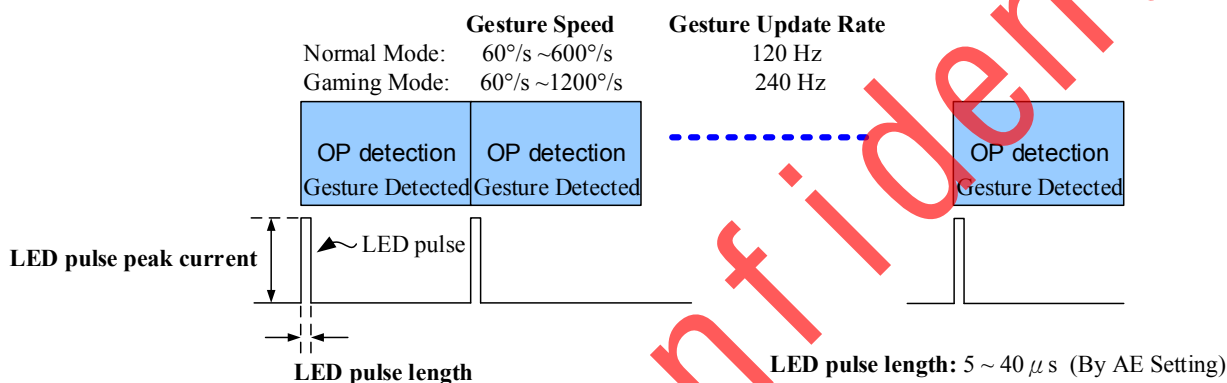 Gesture Speed Gesture Update Rate
Normal Mode: 60°/s ~600°/s 120 Hz
Gaming Mode: 60°/s ~1200°/s 240 Hz
OP detection OP detection OP detection
Gesture Detected Gesture Detected Gesture Detected
LED pulse
LED pulse peak current
LED pulse length
LED pulse length: 5 ~ 40 μs (By AE Setting)
nfiden